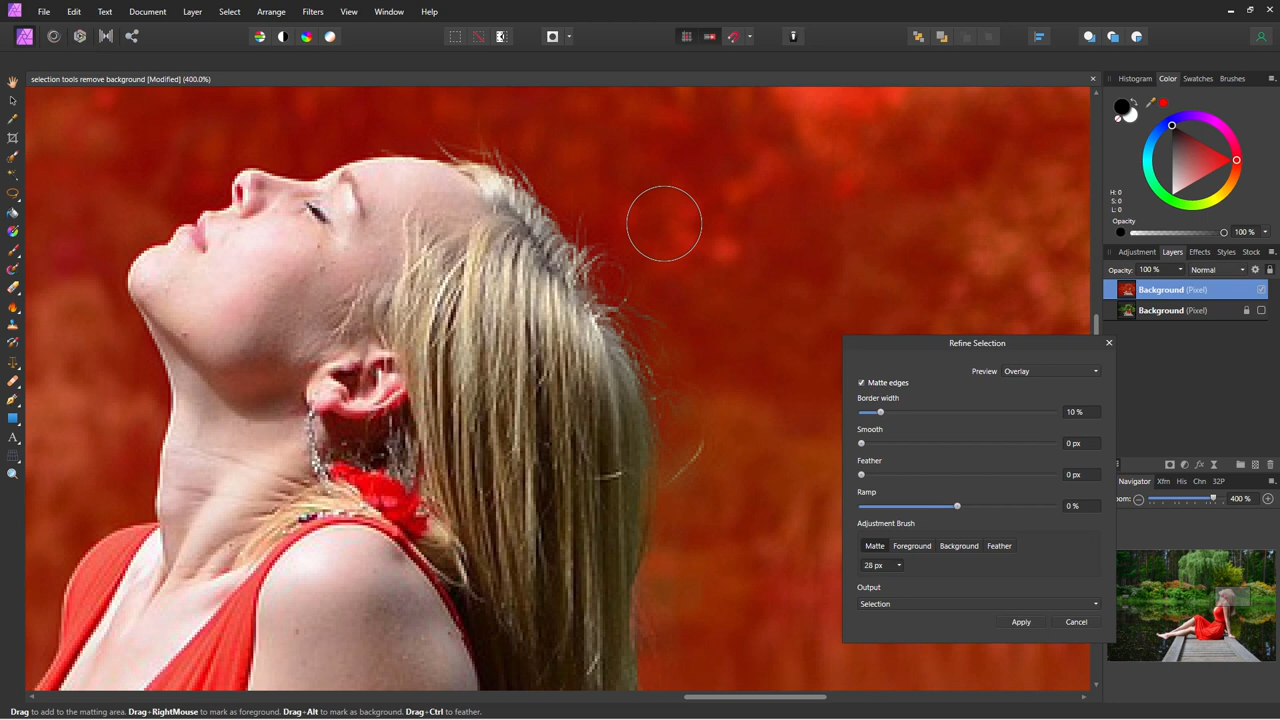 File Edit Text Document Layer Select Arrange Filters View Window Help
selection tools remove background [Modified] (400.0%)
Histogram Color Swatches Brushes
H: 0
S: 0
L: 0
Opacity
100 %
Adjustment Layers Effects Styles Stock
Opacity: 100 % Normal
Background (Pixel)
Background (Pixel)
Refine Selection
Preview Overlay
Matte edges
Border width
10 %
Smooth
0 px
Feather
0 px
Ramp
0 %
Adjustment Brush
Matte Foreground Background Feather
28 px
Output
Selection
Apply Cancel
Navigator Xfm His Chn 32P
om: 400 %
Drag to add to the matting area. Drag+RightMouse to mark as foreground. Drag+Alt to mark as background. Drag+Ctrl to feather.